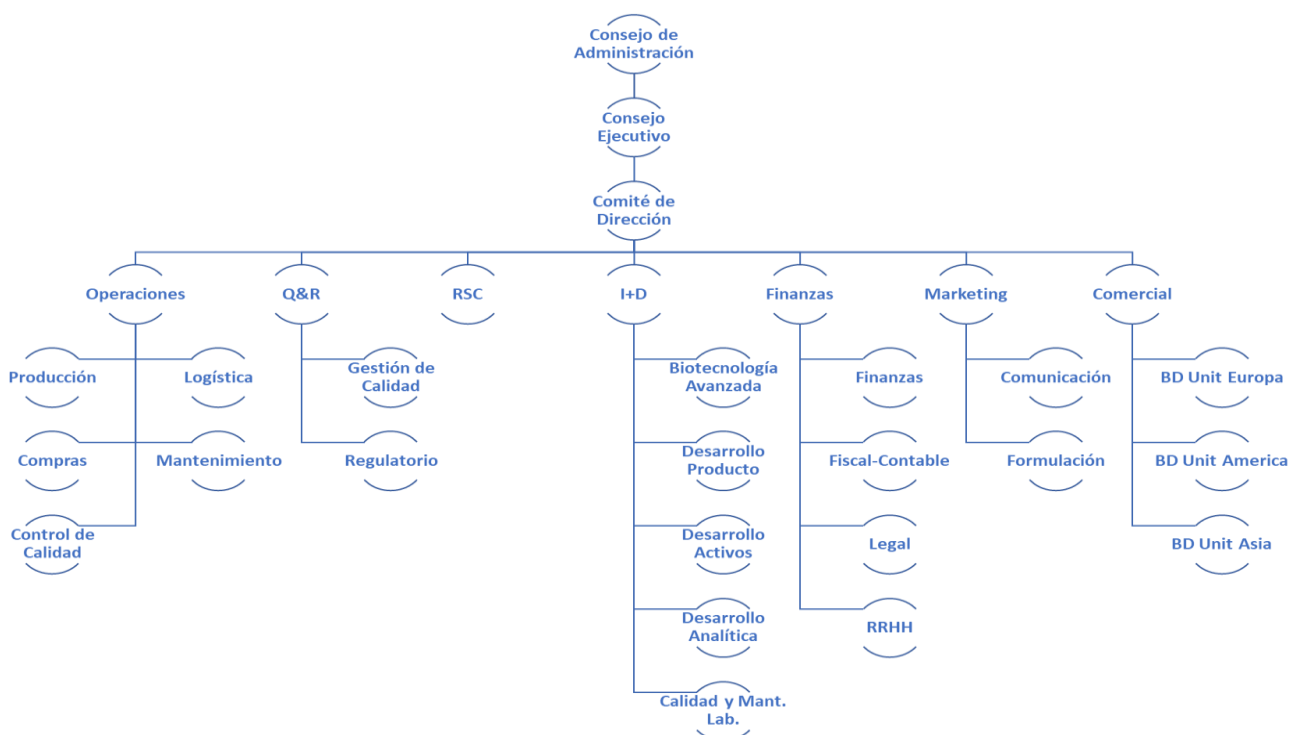 Consejo de
Administración
Consejo
Ejecutivo
Comité de
Dirección
Operaciones
Q&R
RSC
I+D
Finanzas
Marketing
Comercial
Producción
Logística
Gestión de
Calidad
Biotecnología
Avanzada
Finanzas
Comunicación
BD Unit Europa
Compras
Mantenimiento
Regulatorio
Desarrollo
Producto
Fiscal-Contable
Formulación
BD Unit America
Control de
Calidad
Desarrollo
Activos
Legal
BD Unit Asia
Desarrollo
Analítica
RRHH
Calidad y Mant.
Lab.